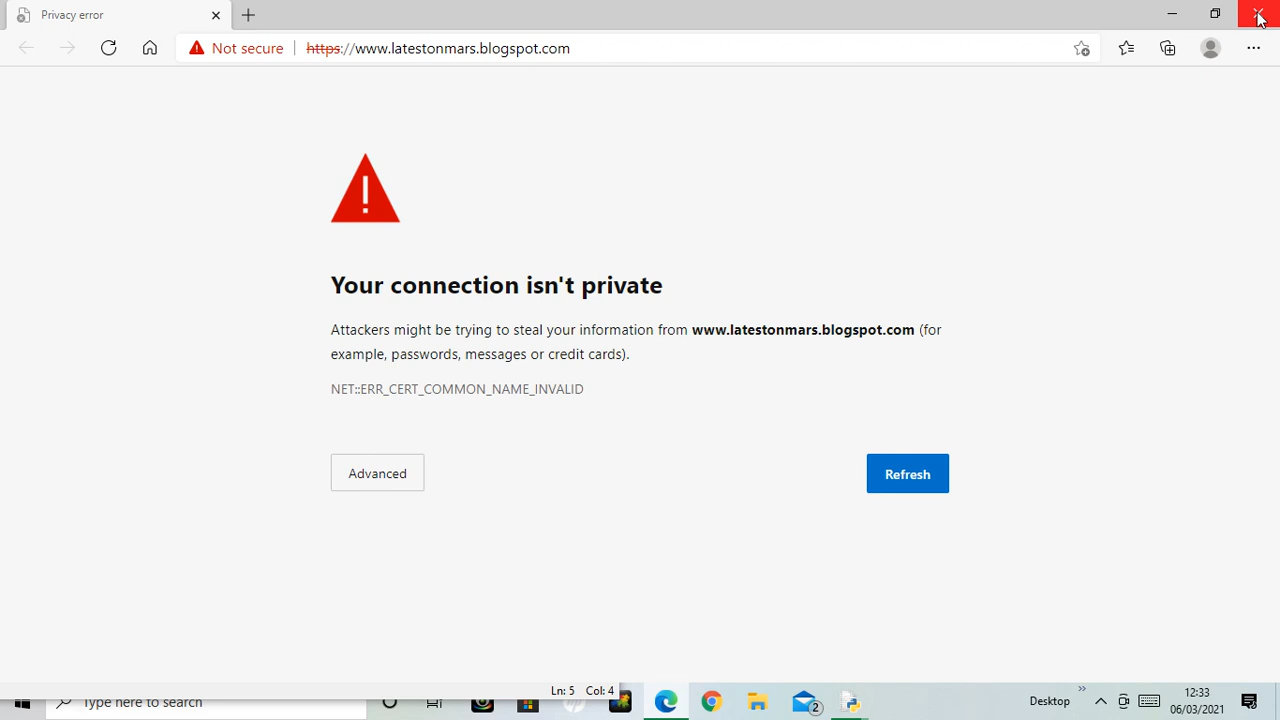 Privacy error
Not secure
https://www.latestonmars.blogspot.com
Your connection isn't private
Attackers might be trying to steal your information from www.latestonmars.blogspot.com (for
example, passwords, messages or credit cards).
NET::ERR_CERT_COMMON_NAME_INVALID
Advanced
Refresh
Ln: 5 Col: 4
Type here to search
2
Desktop
12:33
06/03/2021